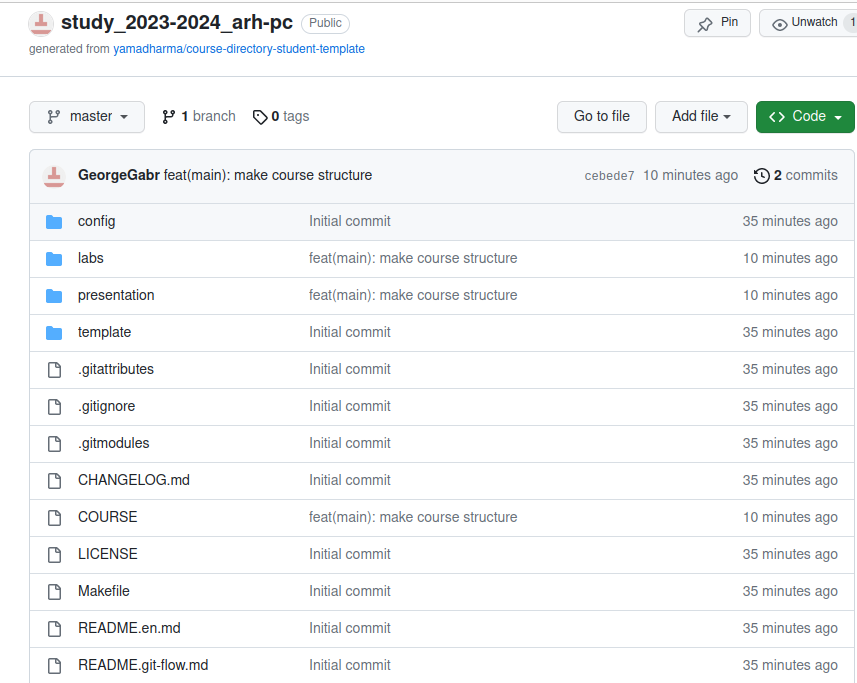 study_2023-2024_arh-pc Public Pin Unwatch 1
generated from yamadharma/course-directory-student-template
master 1 branch 0 tags Go to file Add file Code
GeorgeGabr feat(main): make course structure cebede7 10 minutes ago 2 commits
config Initial commit 35 minutes ago
labs feat(main): make course structure 10 minutes ago
presentation feat(main): make course structure 10 minutes ago
template Initial commit 35 minutes ago
.gitattributes Initial commit 35 minutes ago
.gitignore Initial commit 35 minutes ago
.gitmodules Initial commit 35 minutes ago
CHANGELOG.md Initial commit 35 minutes ago
COURSE feat(main): make course structure 10 minutes ago
LICENSE Initial commit 35 minutes ago
Makefile Initial commit 35 minutes ago
README.en.md Initial commit 35 minutes ago
README.git-flow.md Initial commit 35 minutes ago